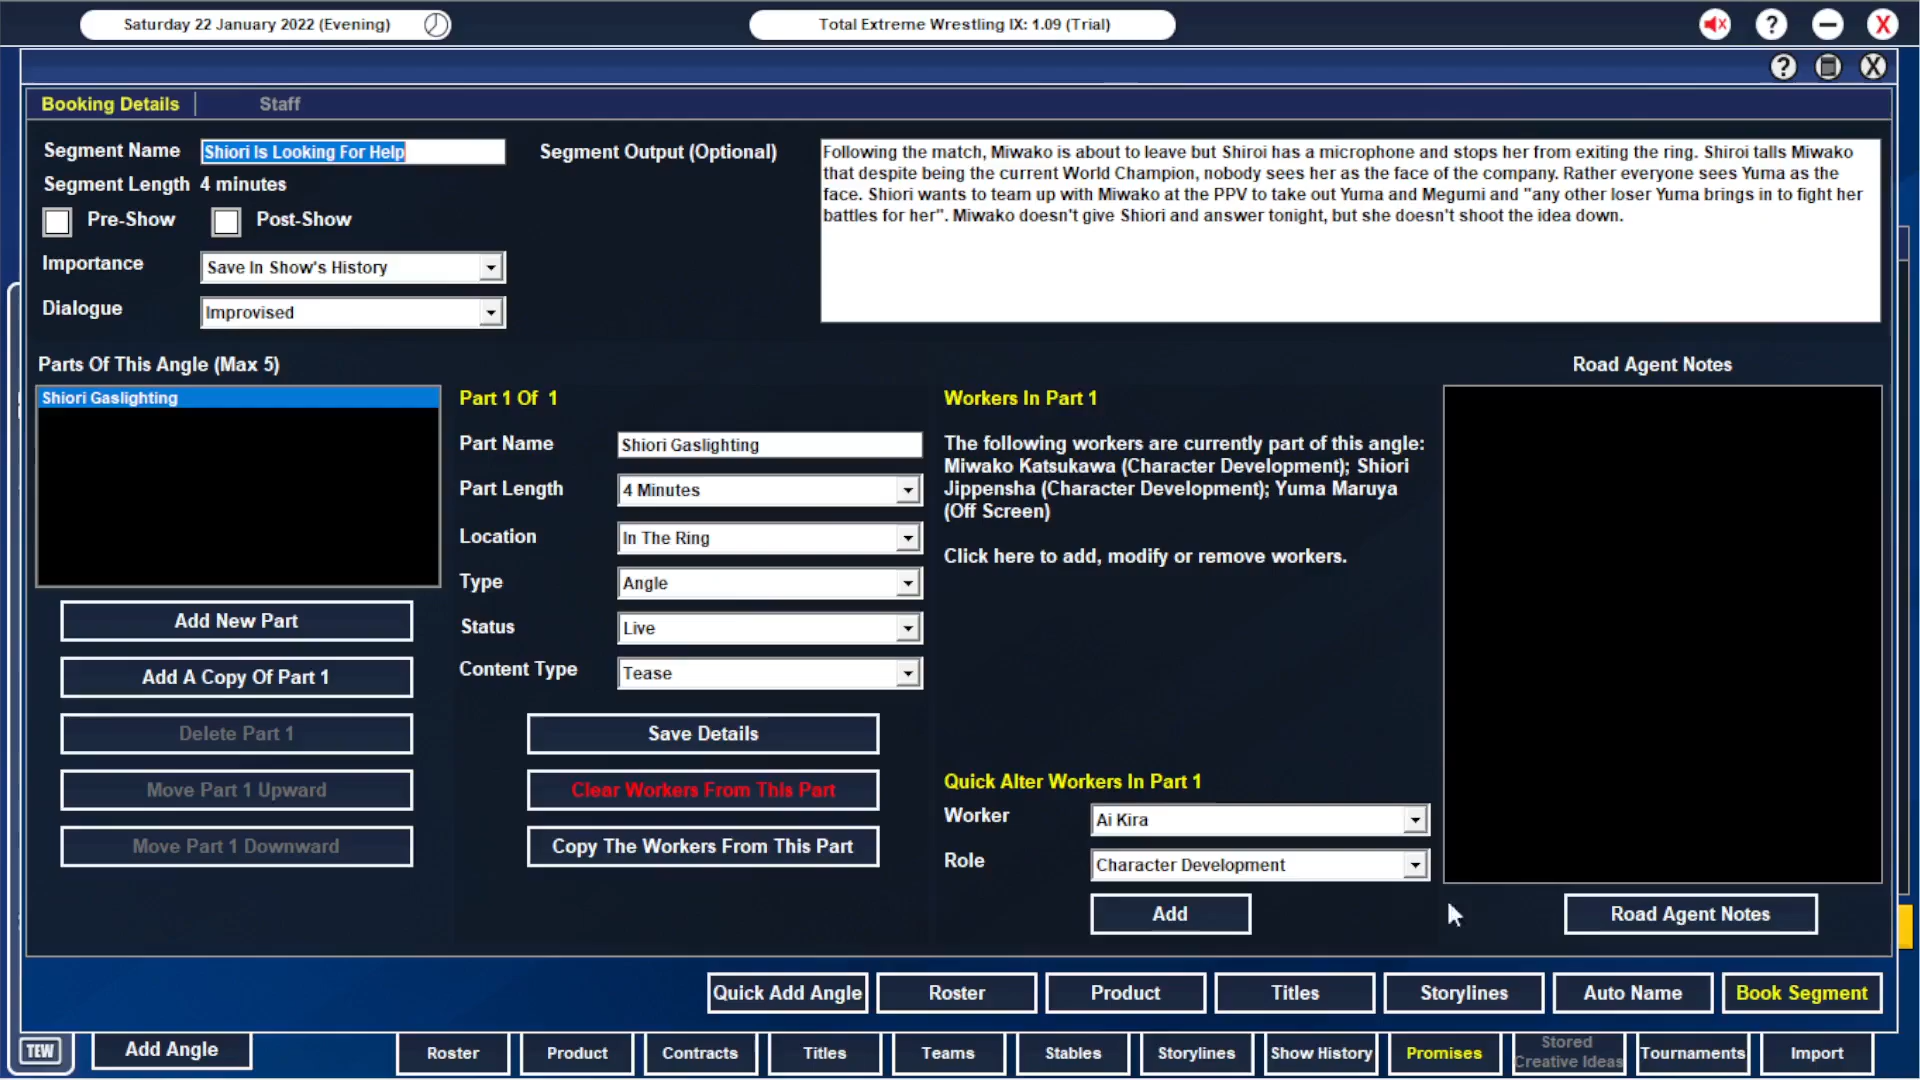 Saturday 22 January 2022 (Evening)
Total Extreme Wrestling IX: 1.09 (Trial)
Booking Details
Staff
Segment Name
Shiori Is Looking For Help
Segment Length 4 minutes
Pre-Show
Post-Show
Importance
Save In Show's History
Dialogue
Improvised
Segment Output (Optional)
Following the match, Miwako is about to leave but Shiroi has a microphone and stops her from exiting the ring. Shiroi talls Miwako
that despite being the current World Champion, nobody sees her as the face of the company. Rather everyone sees Yuma as the
face. Shiori wants to team up with Miwako at the PPV to take out Yuma and Megumi and "any other loser Yuma brings in to fight her
battles for her". Miwako doesn't give Shiori and answer tonight, but she doesn't shoot the idea down.
Parts Of This Angle (Max 5)
Shiori Gaslighting
Add New Part
Add A Copy Of Part 1
Delete Part 1
Move Part 1 Upward
Move Part 1 Downward
Part 1 Of 1
Part Name
Shiori Gaslighting
Part Length
4 Minutes
Location
In The Ring
Type
Angle
Status
Live
Content Type
Tease
Save Details
Clear Workers From This Part
Copy The Workers From This Part
Workers In Part 1
The following workers are currently part of this angle:
Miwako Katsukawa (Character Development); Shiori
Jippensha (Character Development); Yuma Maruya
(Off Screen)
Click here to add, modify or remove workers.
Quick Alter Workers In Part 1
Worker
Ai Kira
Role
Character Development
Add
Road Agent Notes
Road Agent Notes
Quick Add Angle
Roster
Product
Titles
Storylines
Auto Name
Book Segment
TEW
Add Angle
Roster
Product
Contracts
Titles
Teams
Stables
Storylines
Show History
Promises
Stored
Creative Ideas
Tournaments
Import